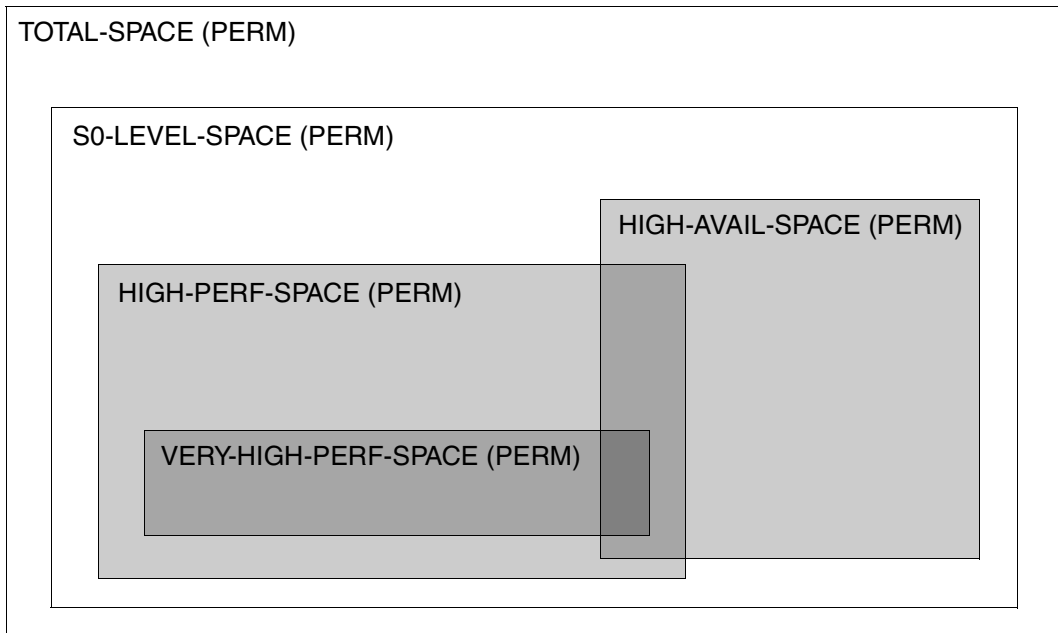 TOTAL-SPACE (PERM)
S0-LEVEL-SPACE (PERM)
HIGH-AVAIL-SPACE (PERM)
HIGH-PERF-SPACE (PERM)
VERY-HIGH-PERF-SPACE (PERM)